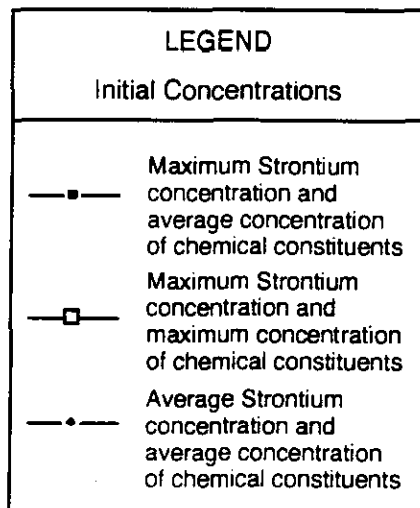 LEGEND
Initial Concentrations
Maximum Strontium
concentration and
average concentration
of chemical constituents
Maximum Strontium
concentration and
maximum concentration
of chemical constituents
Average Strontium
concentration and
average concentration
of chemical constituents